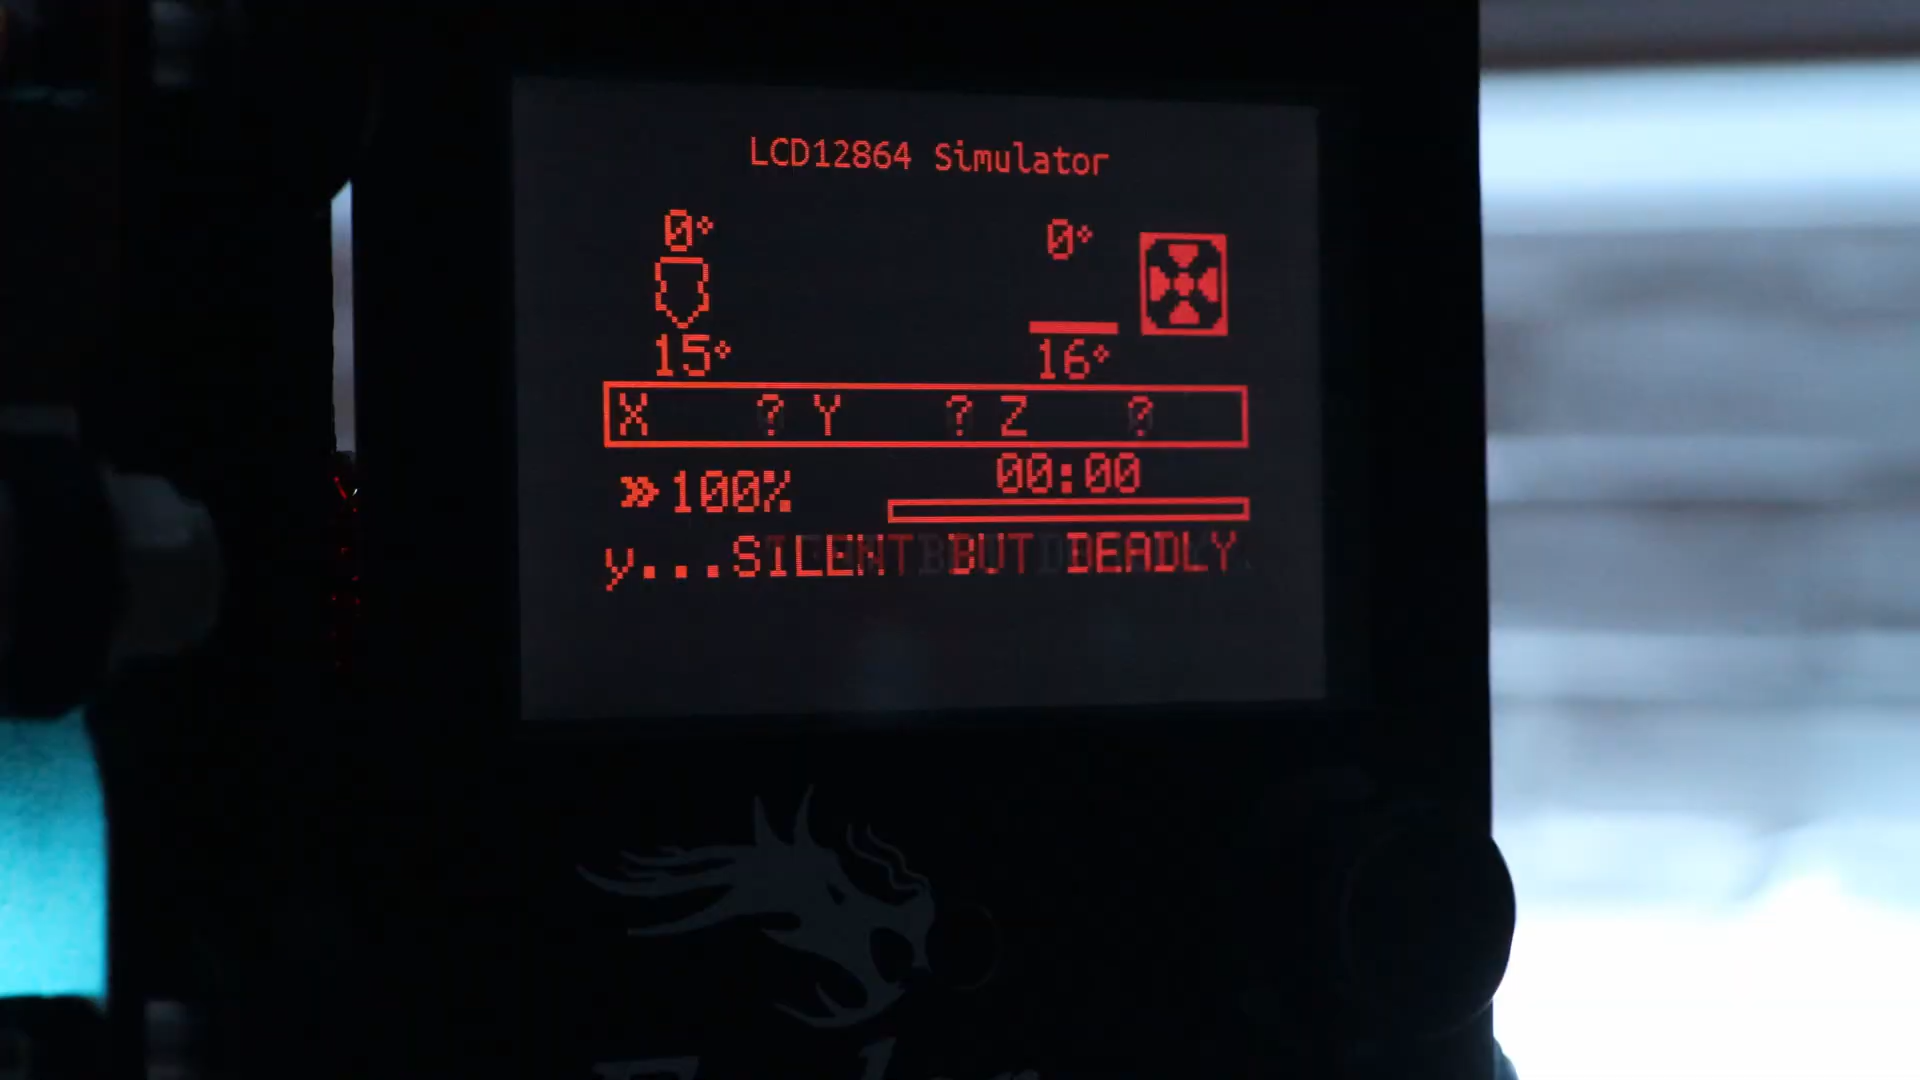 LCD12864 Simulator
0° 0°
15° 16°
X ? Y ? Z
00:00
»100%
y...SILENT BUT DEADLY